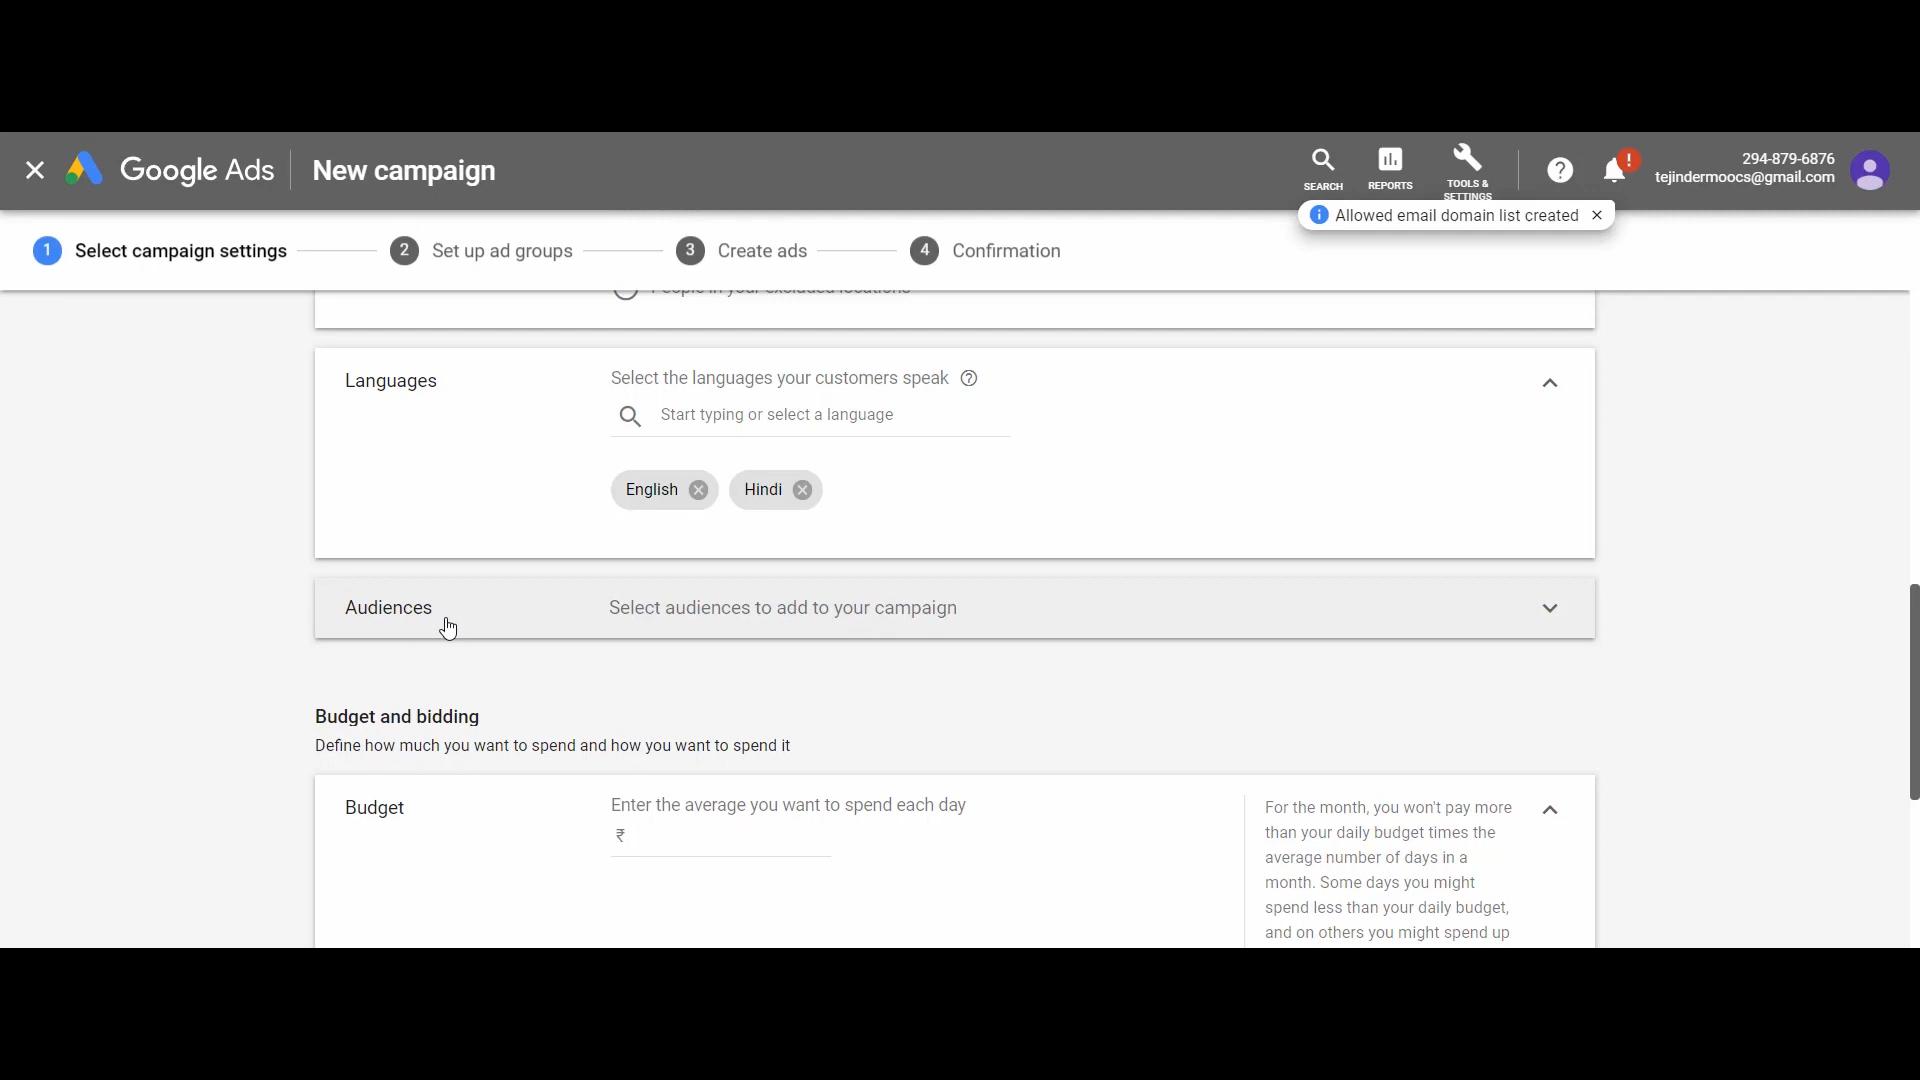 Google Ads
New campaign
SEARCH
REPORTS
TOOLS &
SETTINGS
294-879-6876
tejindermoocs@gmail.com
Allowed email domain list created
1 Select campaign settings
2 Set up ad groups
3 Create ads
4 Confirmation
People in your excluded locations
Languages
Select the languages your customers speak
Start typing or select a language
English
Hindi
Audiences
Select audiences to add to your campaign
Budget and bidding
Define how much you want to spend and how you want to spend it
Budget
Enter the average you want to spend each day
₹
For the month, you won't pay more
than your daily budget times the
average number of days in a
month. Some days you might
spend less than your daily budget,
and on others you might spend up